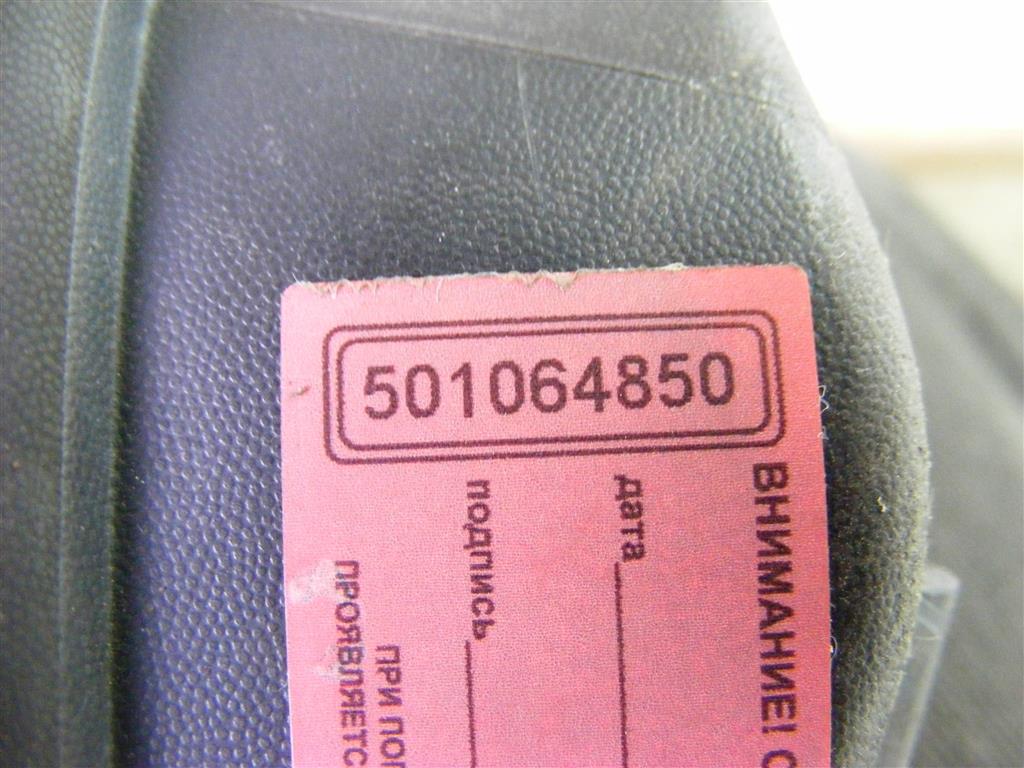 501064850
ВНИМАНИЕ!
дата
подпись
ПРИ
ПРОЯВЛЯЕТС